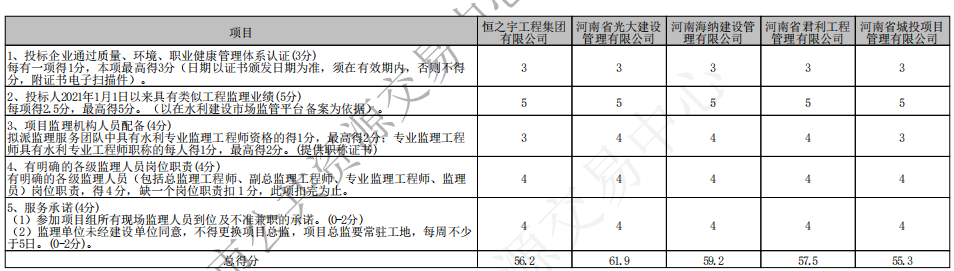 项目 恒之宇工程集团有限公司 河南省光大建设管理有限公司 河南海纳建设管理有限公司 河南省君利工程管理有限公司 河南省城投项目管理有限公司
1、投标企业通过质量、环境、职业健康管理体系认证(3分)
每有一项得1分，本项最高得3分（日期以证书颁发日期为准，须在有效期内，否则不得
分，附证书电子扫描件）。
3 3 3 3 3
2、投标人2021年1月1日以来具有类似工程监理业绩(5分)
每项得2.5分，最高得5分。（以在水利建设市场监管平台备案为依据）。
5 5 5 5 5
3、项目监理机构人员配备(4分)
拟派监理服务团队中具有水利专业监理工程师资格的得1分，最高得2分；专业监理工程
师具有水利专业工程师职称的每人得1分，最高得2分。(提供职称证书)
3 4 4 4 3
4、有明确的各级监理人员岗位职责(4分)
有明确的各级监理人员（包括总监理工程师、副总监理工程师、专业监理工程师、监理
员）岗位职责，得4分，缺一个岗位职责扣1分，此项扣完为止。
4 4 4 4 4
5、服务承诺(4分)
（1）参加项目组所有现场监理人员到位及不准兼职的承诺。(0-2分)
（2）监理单位未经建设单位同意，不得更换项目总监，项目总监要常驻工地，每周不少
于5日。(0-2分)。
4 4 4 4 4
总得分 56.2 61.9 59.2 57.5 55.3
市公共资源交易中心
源交易中心